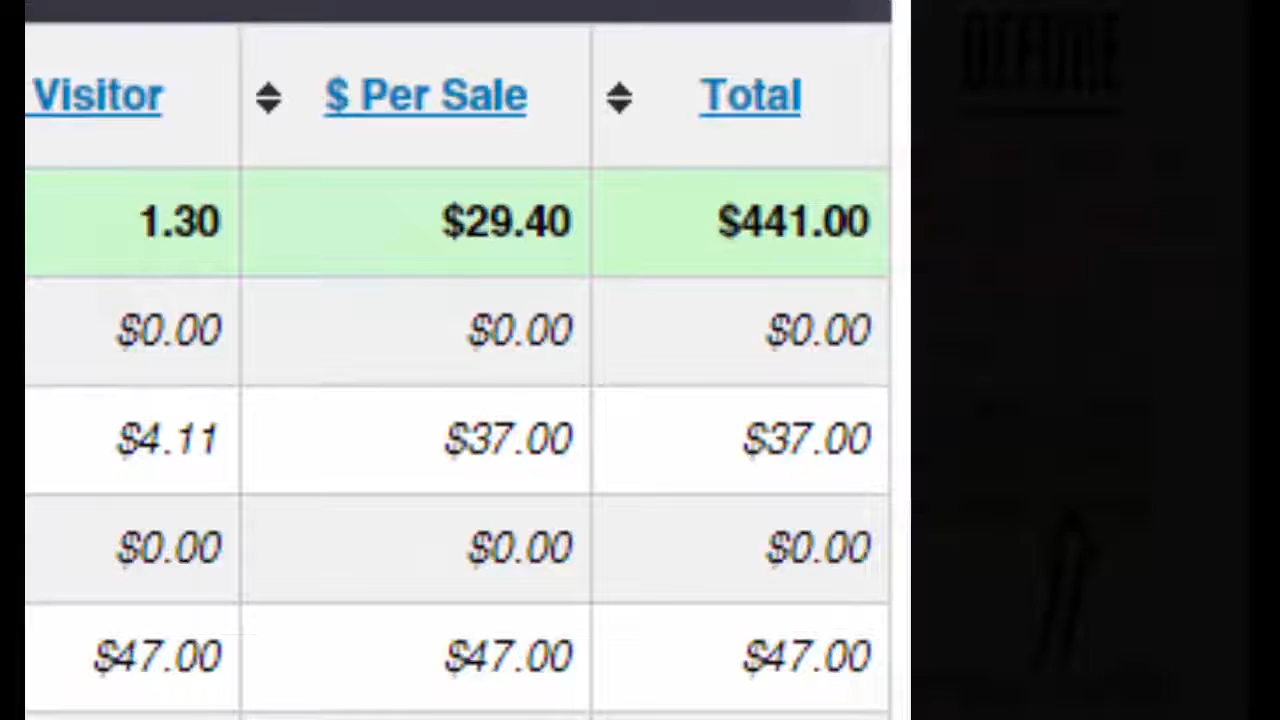 Visitor $ Per Sale Total
1.30 $29.40 $441.00
$0.00 $0.00 $0.00
$4.11 $37.00 $37.00
$0.00 $0.00 $0.00
$47.00 $47.00 $47.00